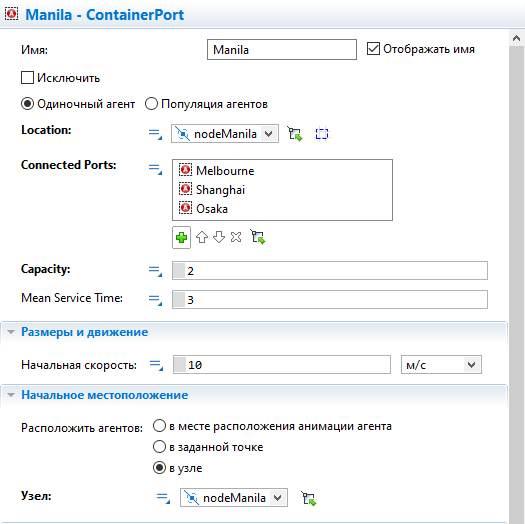 Manila - ContainerPort
Имя: Manila Отображать имя
Исключить
Одиночный агент Популяция агентов
Location: nodeManila
Connected Ports: Melbourne
Shanghai
Osaka
Capacity: 2
Mean Service Time: 3
Размеры и движение
Начальная скорость: 10 м/с
Начальное местоположение
Расположить агентов: в месте расположения анимации агента
в заданной точке
в узле
Узел: nodeManila